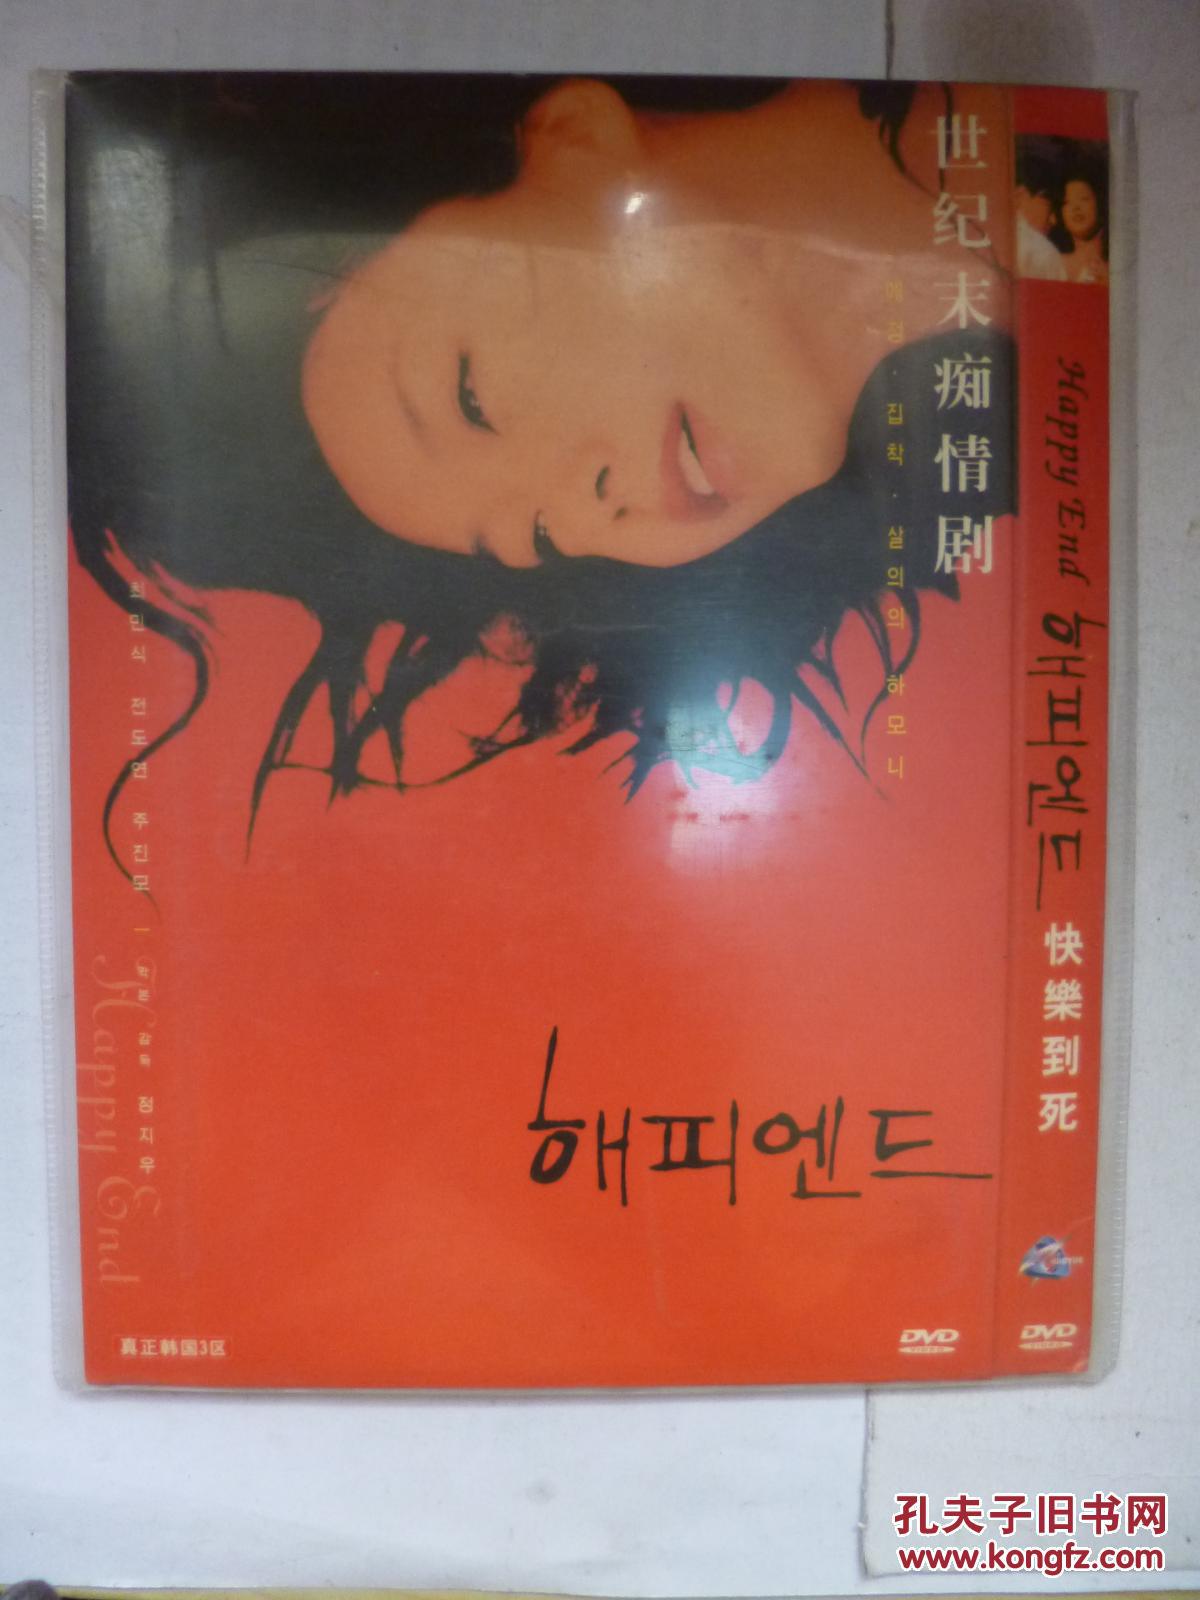 世纪末痴情剧
애정·집착·살의의 하모니
최민식 전도연 주진모 | 각본 감독 정지우
Happy End
해피엔드
真正韩国3区
DVD
VIDEO
Happy End 해피엔드 快樂到死
DVD
VIDEO
孔夫子旧书网
www.kongfz.com